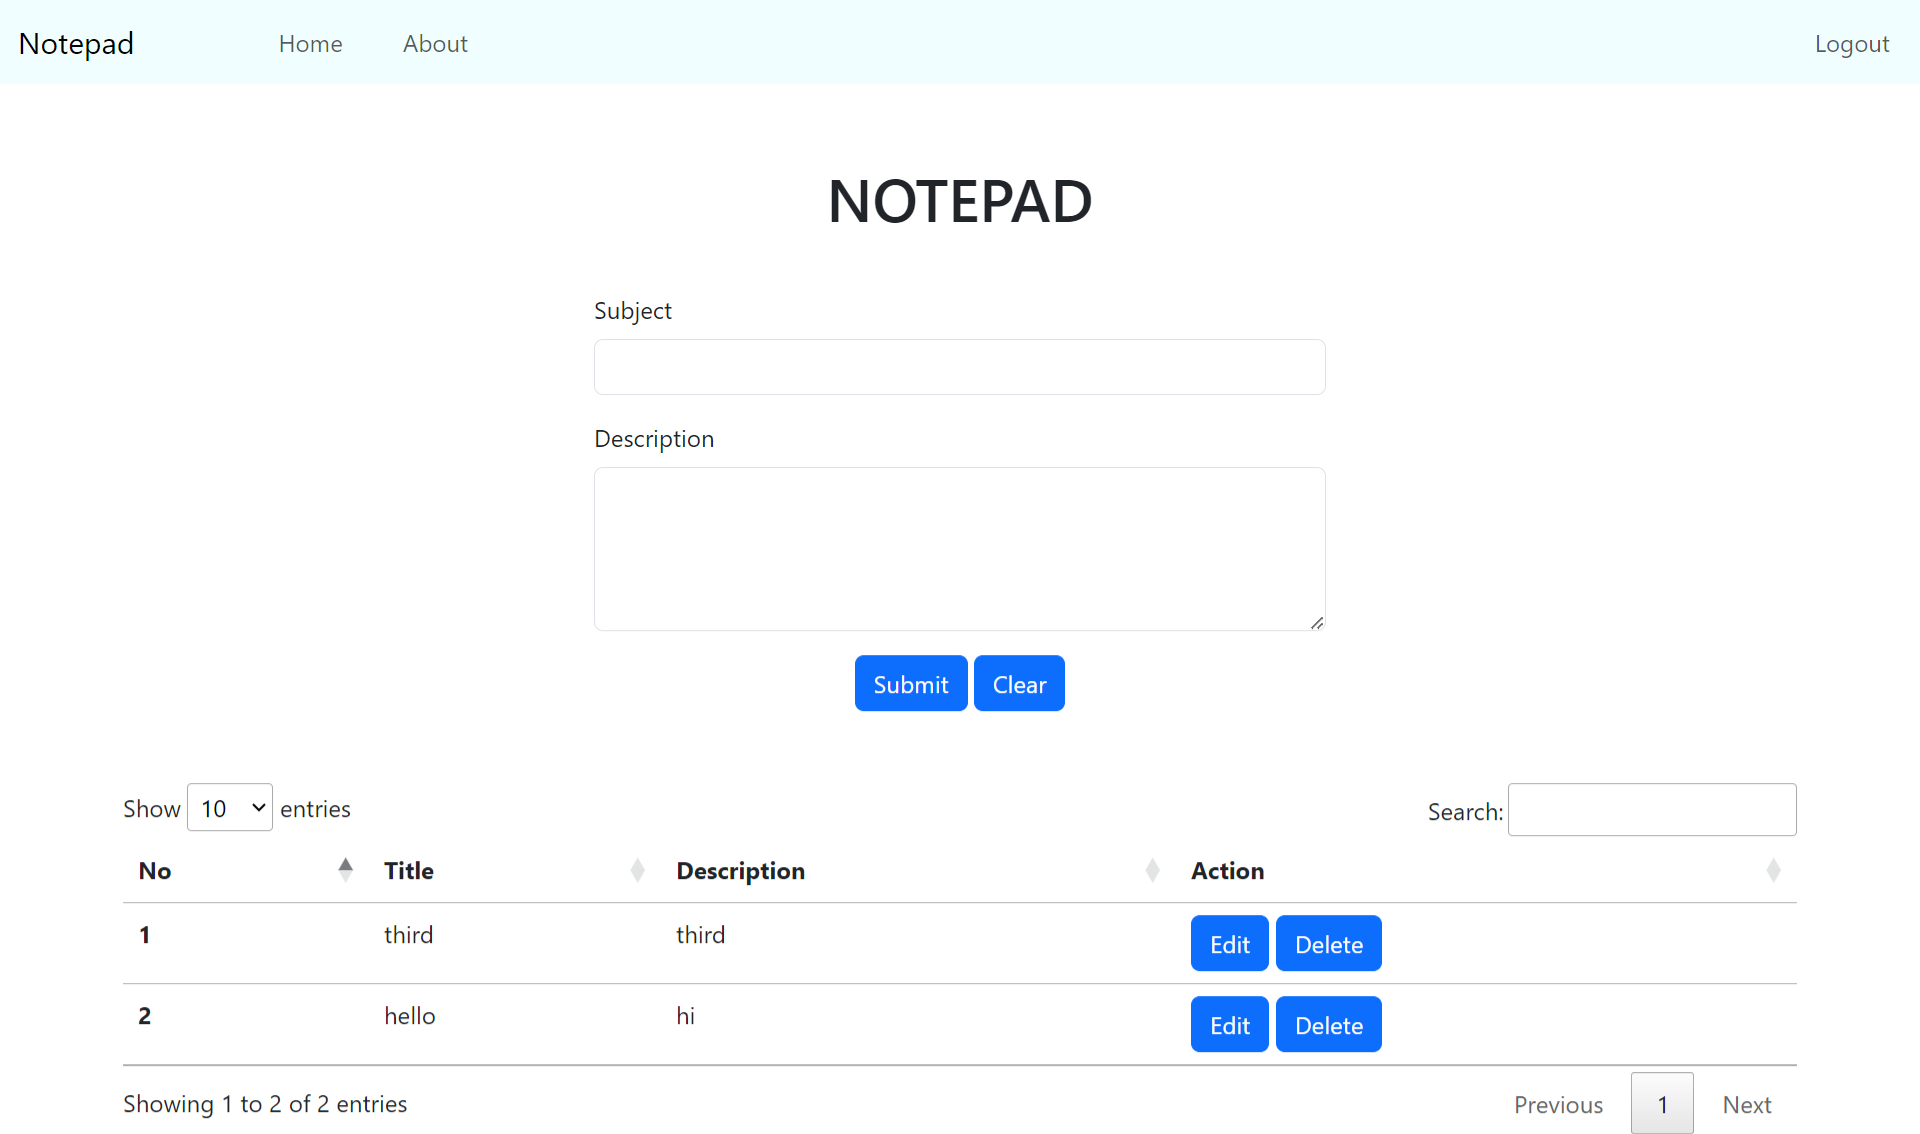 Notepad Home About Logout
NOTEPAD
Subject
Description
Submit Clear
Show 10 entries Search:
No Title Description Action
1 third third Edit Delete
2 hello hi Edit Delete
Showing 1 to 2 of 2 entries Previous 1 Next